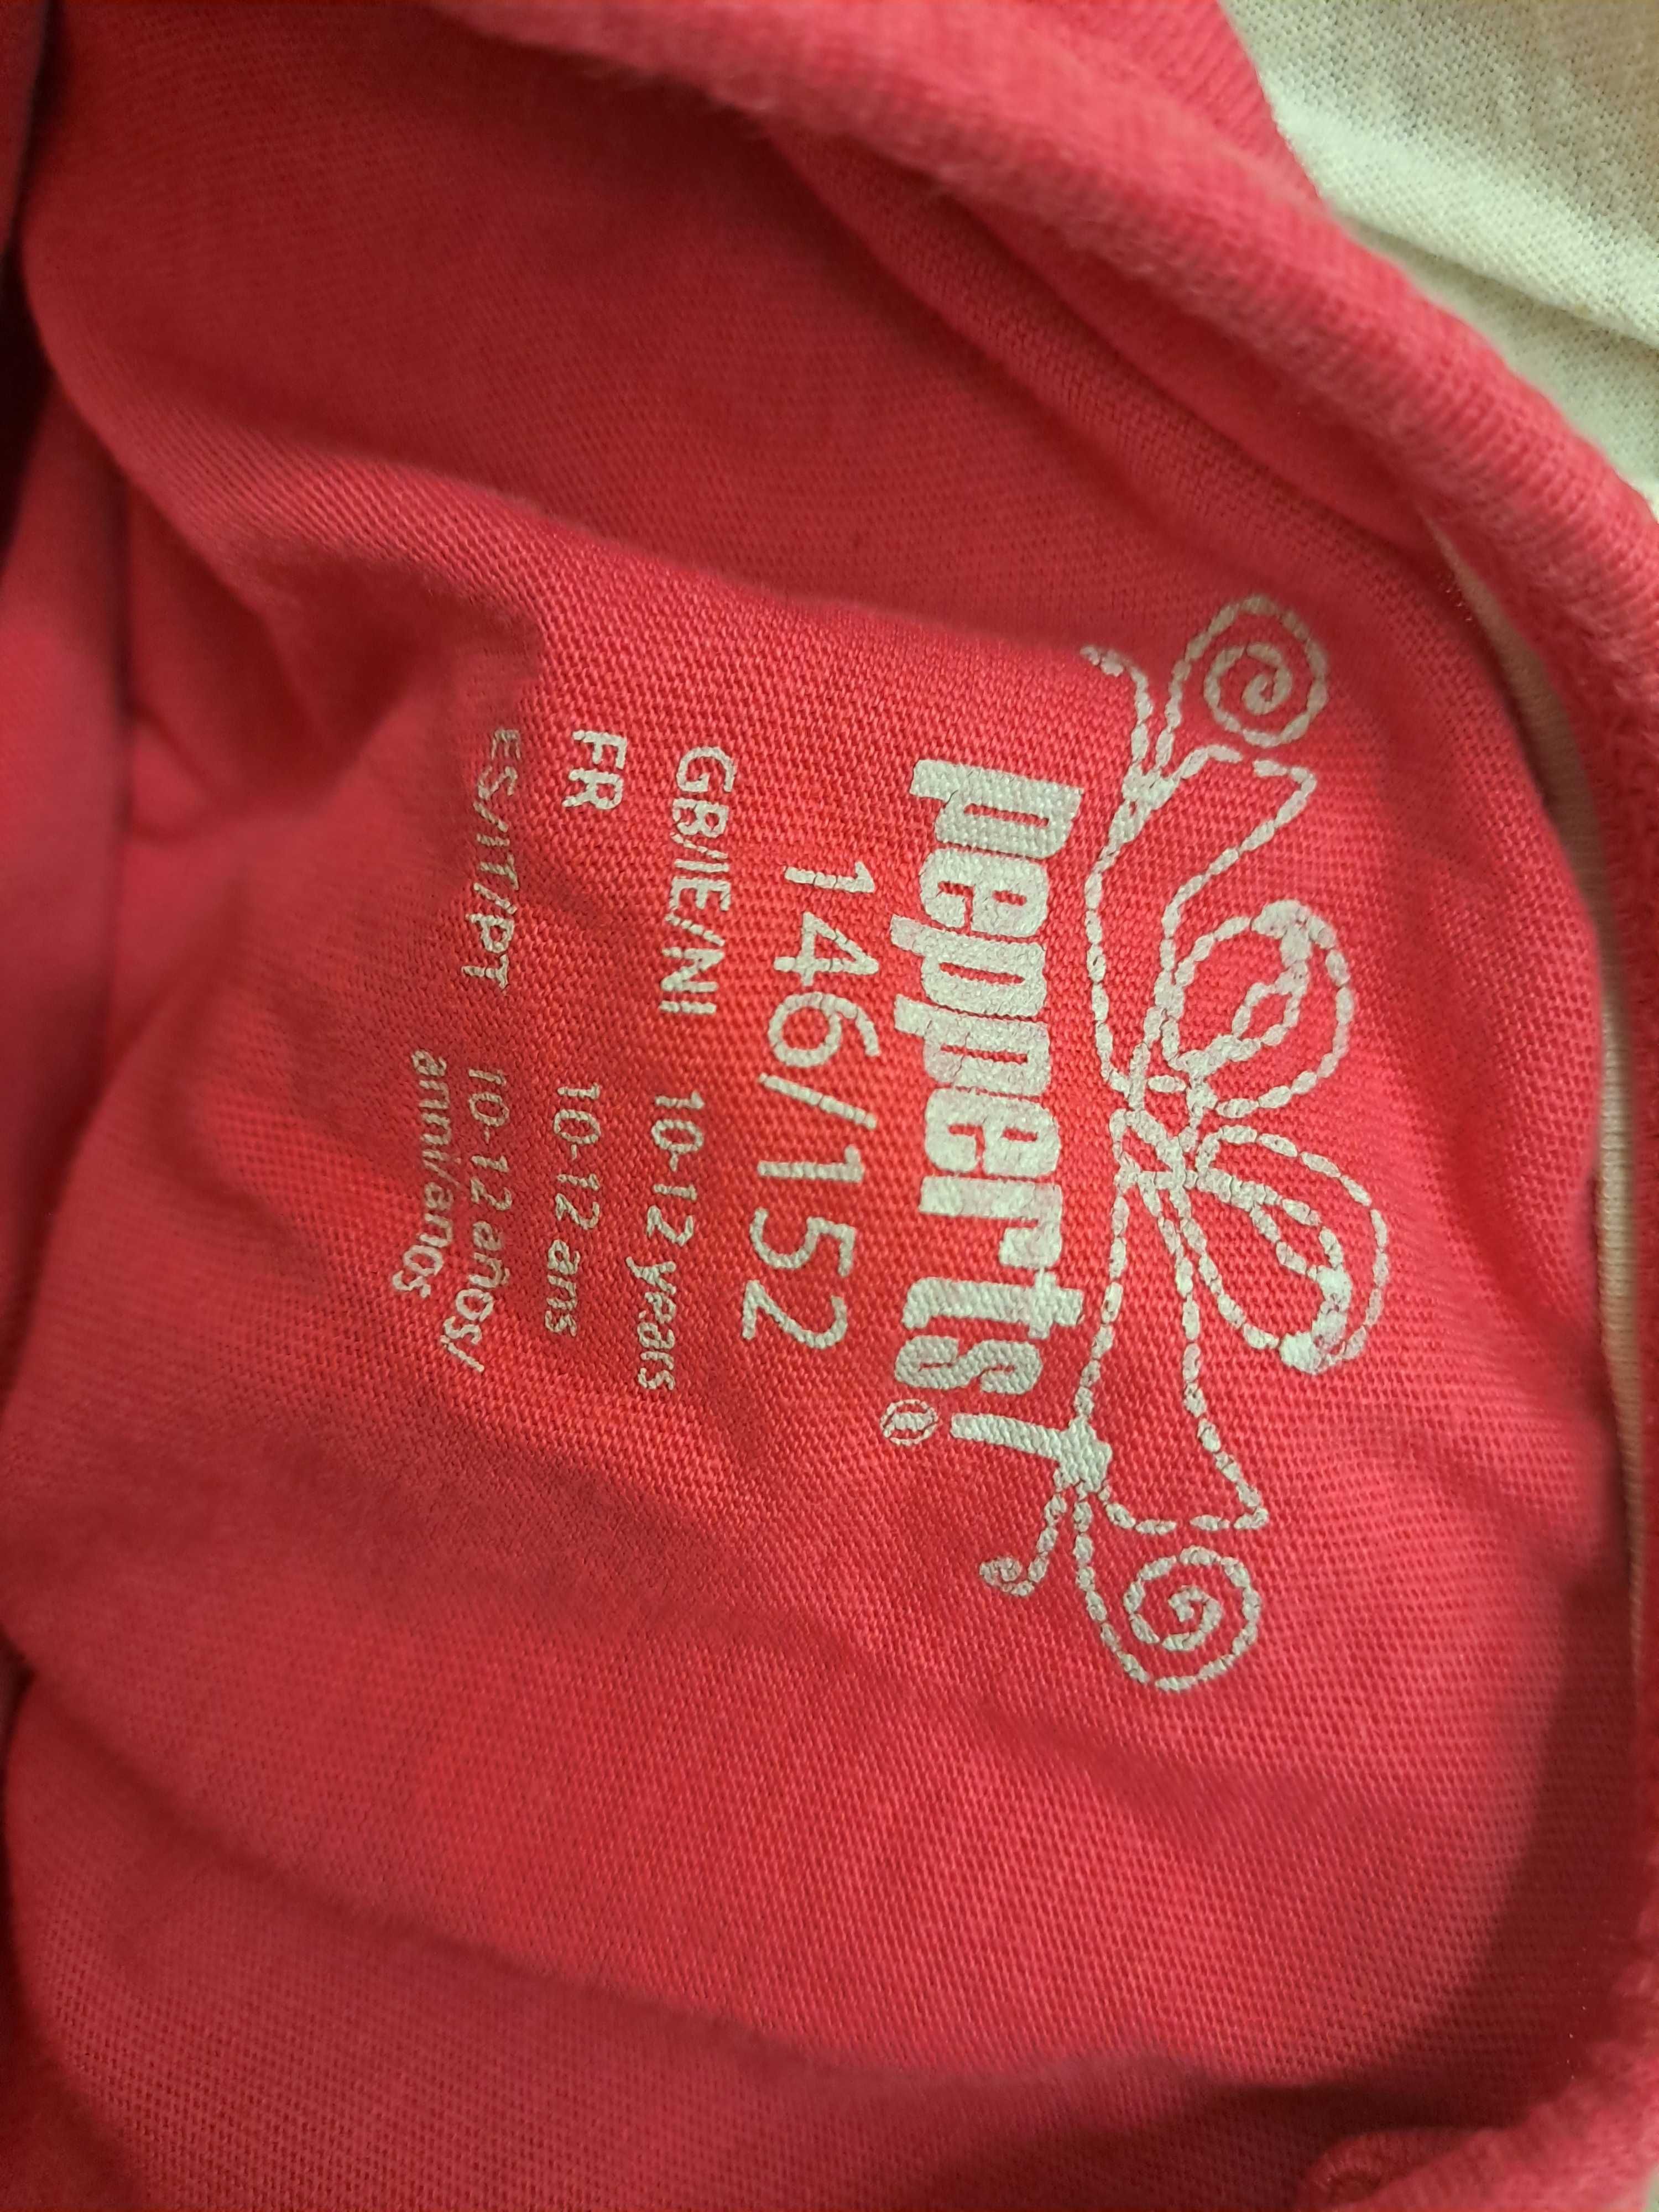 pepperts®
146/152
GB/IE/NI 10-12 years
FR 10-12 ans
ES/IT/PT 10-12 años/
anni/anos